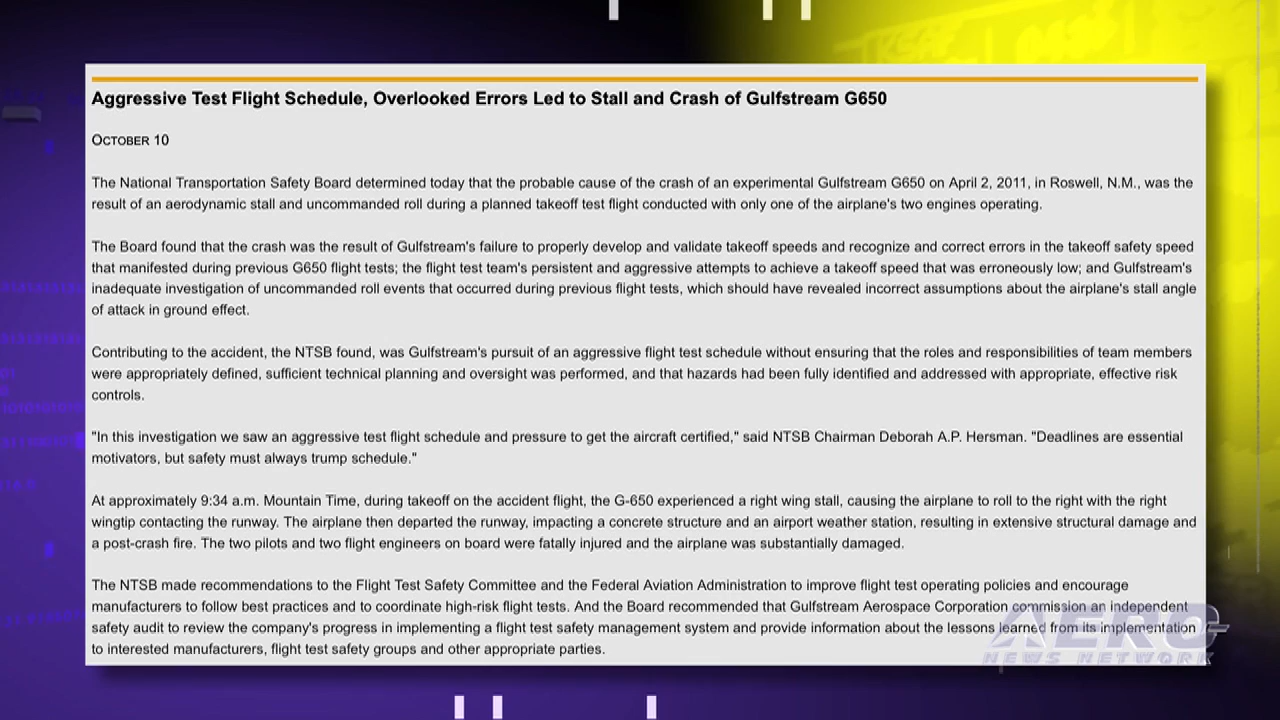 Aggressive Test Flight Schedule, Overlooked Errors Led to Stall and Crash of Gulfstream G650
OCTOBER 10
The National Transportation Safety Board determined today that the probable cause of the crash of an experimental Gulfstream G650 on April 2, 2011, in Roswell, N.M., was the
result of an aerodynamic stall and uncommanded roll during a planned takeoff test flight conducted with only one of the airplane's two engines operating.
The Board found that the crash was the result of Gulfstream's failure to properly develop and validate takeoff speeds and recognize and correct errors in the takeoff safety speed
that manifested during previous G650 flight tests; the flight test team's persistent and aggressive attempts to achieve a takeoff speed that was erroneously low; and Gulfstream's
inadequate investigation of uncommanded roll events that occurred during previous flight tests, which should have revealed incorrect assumptions about the airplane's stall angle
of attack in ground effect.
Contributing to the accident, the NTSB found, was Gulfstream's pursuit of an aggressive flight test schedule without ensuring that the roles and responsibilities of team members
were appropriately defined, sufficient technical planning and oversight was performed, and that hazards had been fully identified and addressed with appropriate, effective risk
controls.
"In this investigation we saw an aggressive test flight schedule and pressure to get the aircraft certified," said NTSB Chairman Deborah A.P. Hersman. "Deadlines are essential
motivators, but safety must always trump schedule."
At approximately 9:34 a.m. Mountain Time, during takeoff on the accident flight, the G-650 experienced a right wing stall, causing the airplane to roll to the right with the right
wingtip contacting the runway. The airplane then departed the runway, impacting a concrete structure and an airport weather station, resulting in extensive structural damage and
a post-crash fire. The two pilots and two flight engineers on board were fatally injured and the airplane was substantially damaged.
The NTSB made recommendations to the Flight Test Safety Committee and the Federal Aviation Administration to improve flight test operating policies and encourage
manufacturers to follow best practices and to coordinate high-risk flight tests. And the Board recommended that Gulfstream Aerospace Corporation commission an independent
safety audit to review the company's progress in implementing a flight test safety management system and provide information about the lessons learned from its implementation
to interested manufacturers, flight test safety groups and other appropriate parties.
AERO
NEWS NETWORK